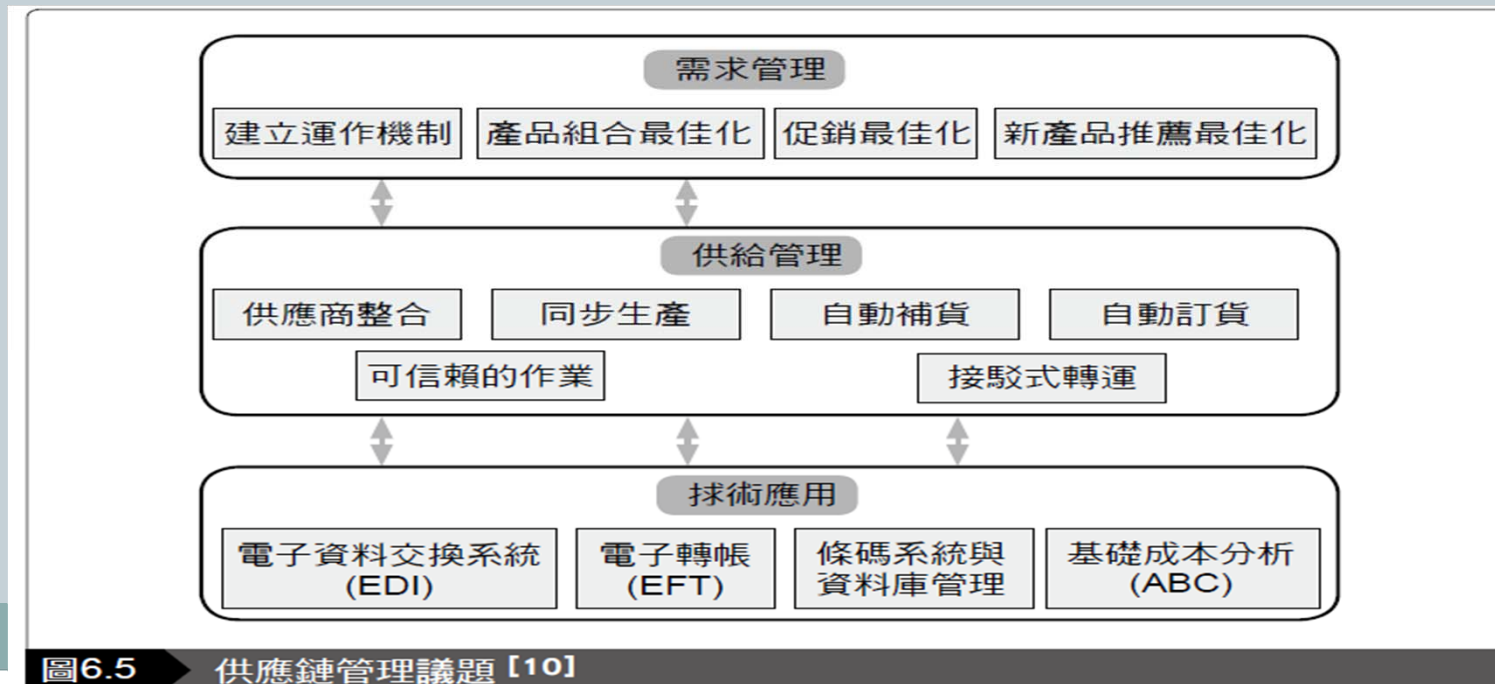 需求管理
建立運作機制 產品組合最佳化 促銷最佳化 新產品推薦最佳化
供給管理
供應商整合 同步生產 自動補貨 自動訂貨
可信賴的作業 接駁式轉運
捄術應用
電子資料交換系統 電子轉帳 條碼系統與 基礎成本分析
(EDI) (EFT) 資料庫管理 (ABC)
圖6.5 供應鏈管理議題 [10]